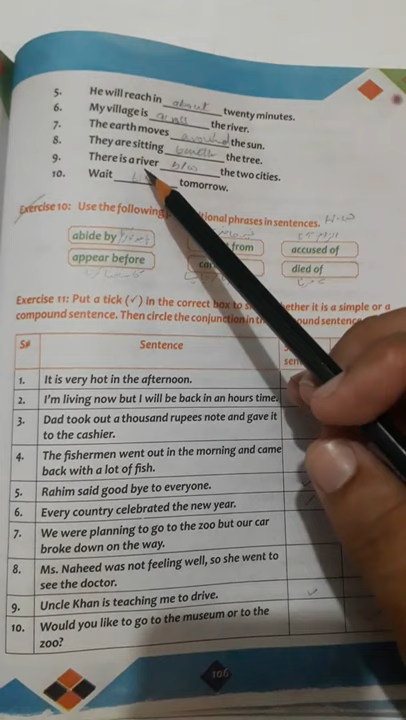 5. He will reach in about twenty minutes.
6. My village is the river.
7. The earth moves around the sun.
8. They are sitting the tree.
9. There is a river the two cities.
10. Wait tomorrow.
Exercise 10: Use the following phrases in sentences. H.W
abide by from accused of
appear before died of
Exercise 11: Put a tick (✓) in the correct box to it is a simple or a
compound sentence. Then circle the conjunction in sentence.
S# Sentence
1. It is very hot in the afternoon.
2. I'm living now but I will be back in an hours time.
3. Dad took out a thousand rupees note and gave it
to the cashier.
4. The fishermen went out in the morning and came
back with a lot of fish.
5. Rahim said good bye to everyone.
6. Every country celebrated the new year.
7. We were planning to go to the zoo but our car
broke down on the way.
8. Ms. Naheed was not feeling well, so she went to
see the doctor.
9. Uncle Khan is teaching me to drive. ✓
10. Would you like to go to the museum or to the
zoo?
106